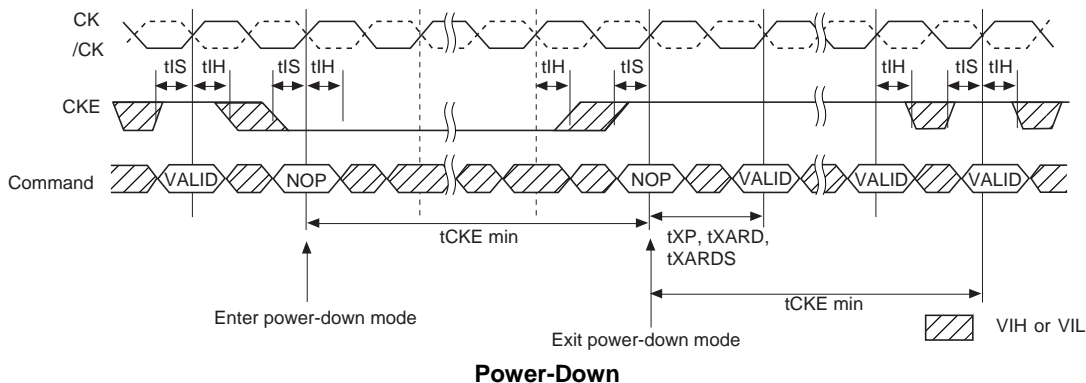 CK
/CK
tIS tIH tIS tIH tIH tIS tIH tIS tIH
CKE
Command VALID NOP NOP VALID VALID VALID
tCKE min
tXP, tXARD,
tXARDS
tCKE min
Enter power-down mode
Exit power-down mode
VIH or VIL
Power-Down